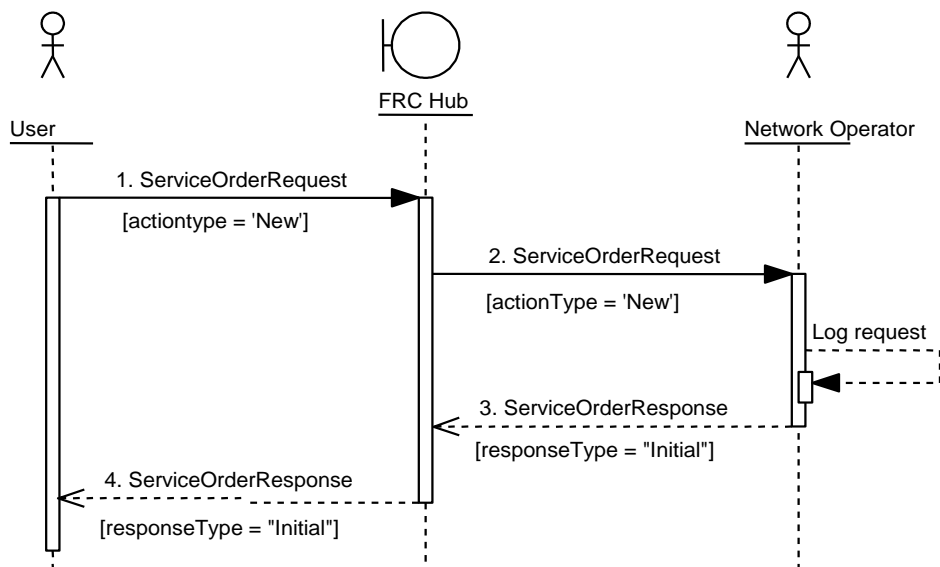 FRC Hub
User
Network Operator
1. ServiceOrderRequest
[actiontype = 'New']
2. ServiceOrderRequest
[actionType = 'New']
Log request
3. ServiceOrderResponse
[responseType = "Initial"]
4. ServiceOrderResponse
[responseType = "Initial"]